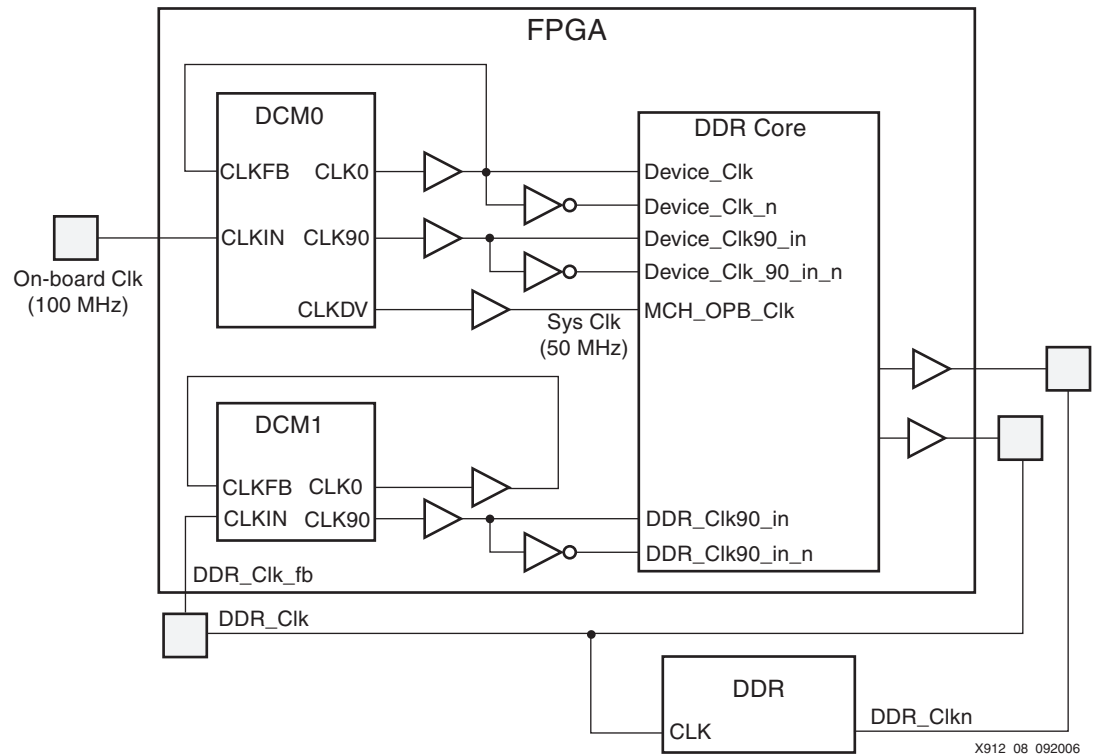 FPGA
DCM0
DDR Core
CLKFB CLK0
Device_Clk
Device_Clk_n
CLKIN CLK90
Device_Clk90_in
On-board Clk
(100 MHz)
Device_Clk_90_in_n
CLKDV
MCH_OPB_Clk
Sys Clk
(50 MHz)
DCM1
CLKFB CLK0
CLKIN CLK90
DDR_Clk90_in
DDR_Clk90_in_n
DDR_Clk_fb
DDR_Clk
DDR
CLK
DDR_Clkn
X912_08_092006